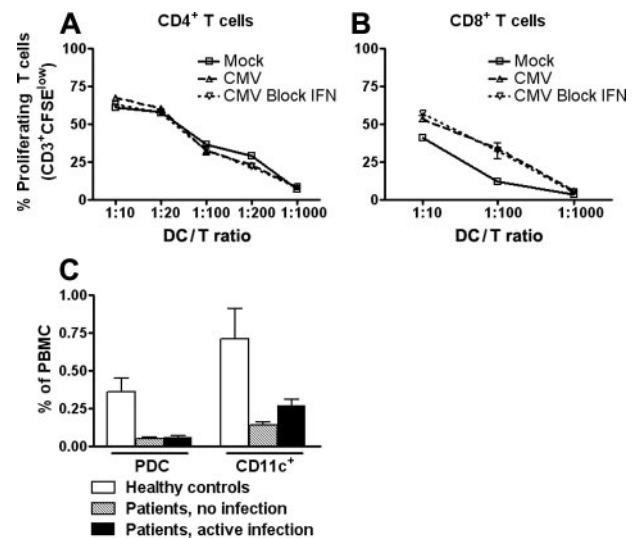 A
CD4+ T cells
Mock
CMV
CMV Block IFN
% Proliferating T cells
(CD3+CFSElow)
100
75
50
25
0
1:10 1:20 1:100 1:200 1:1000
DC/T ratio
B
CD8+ T cells
Mock
CMV
CMV Block IFN
100
75
50
25
0
1:10 1:100 1:1000
DC/T ratio
C
% of PBMC
1.00
0.75
0.50
0.25
0.00
PDC CD11c+
Healthy controls
Patients, no infection
Patients, active infection